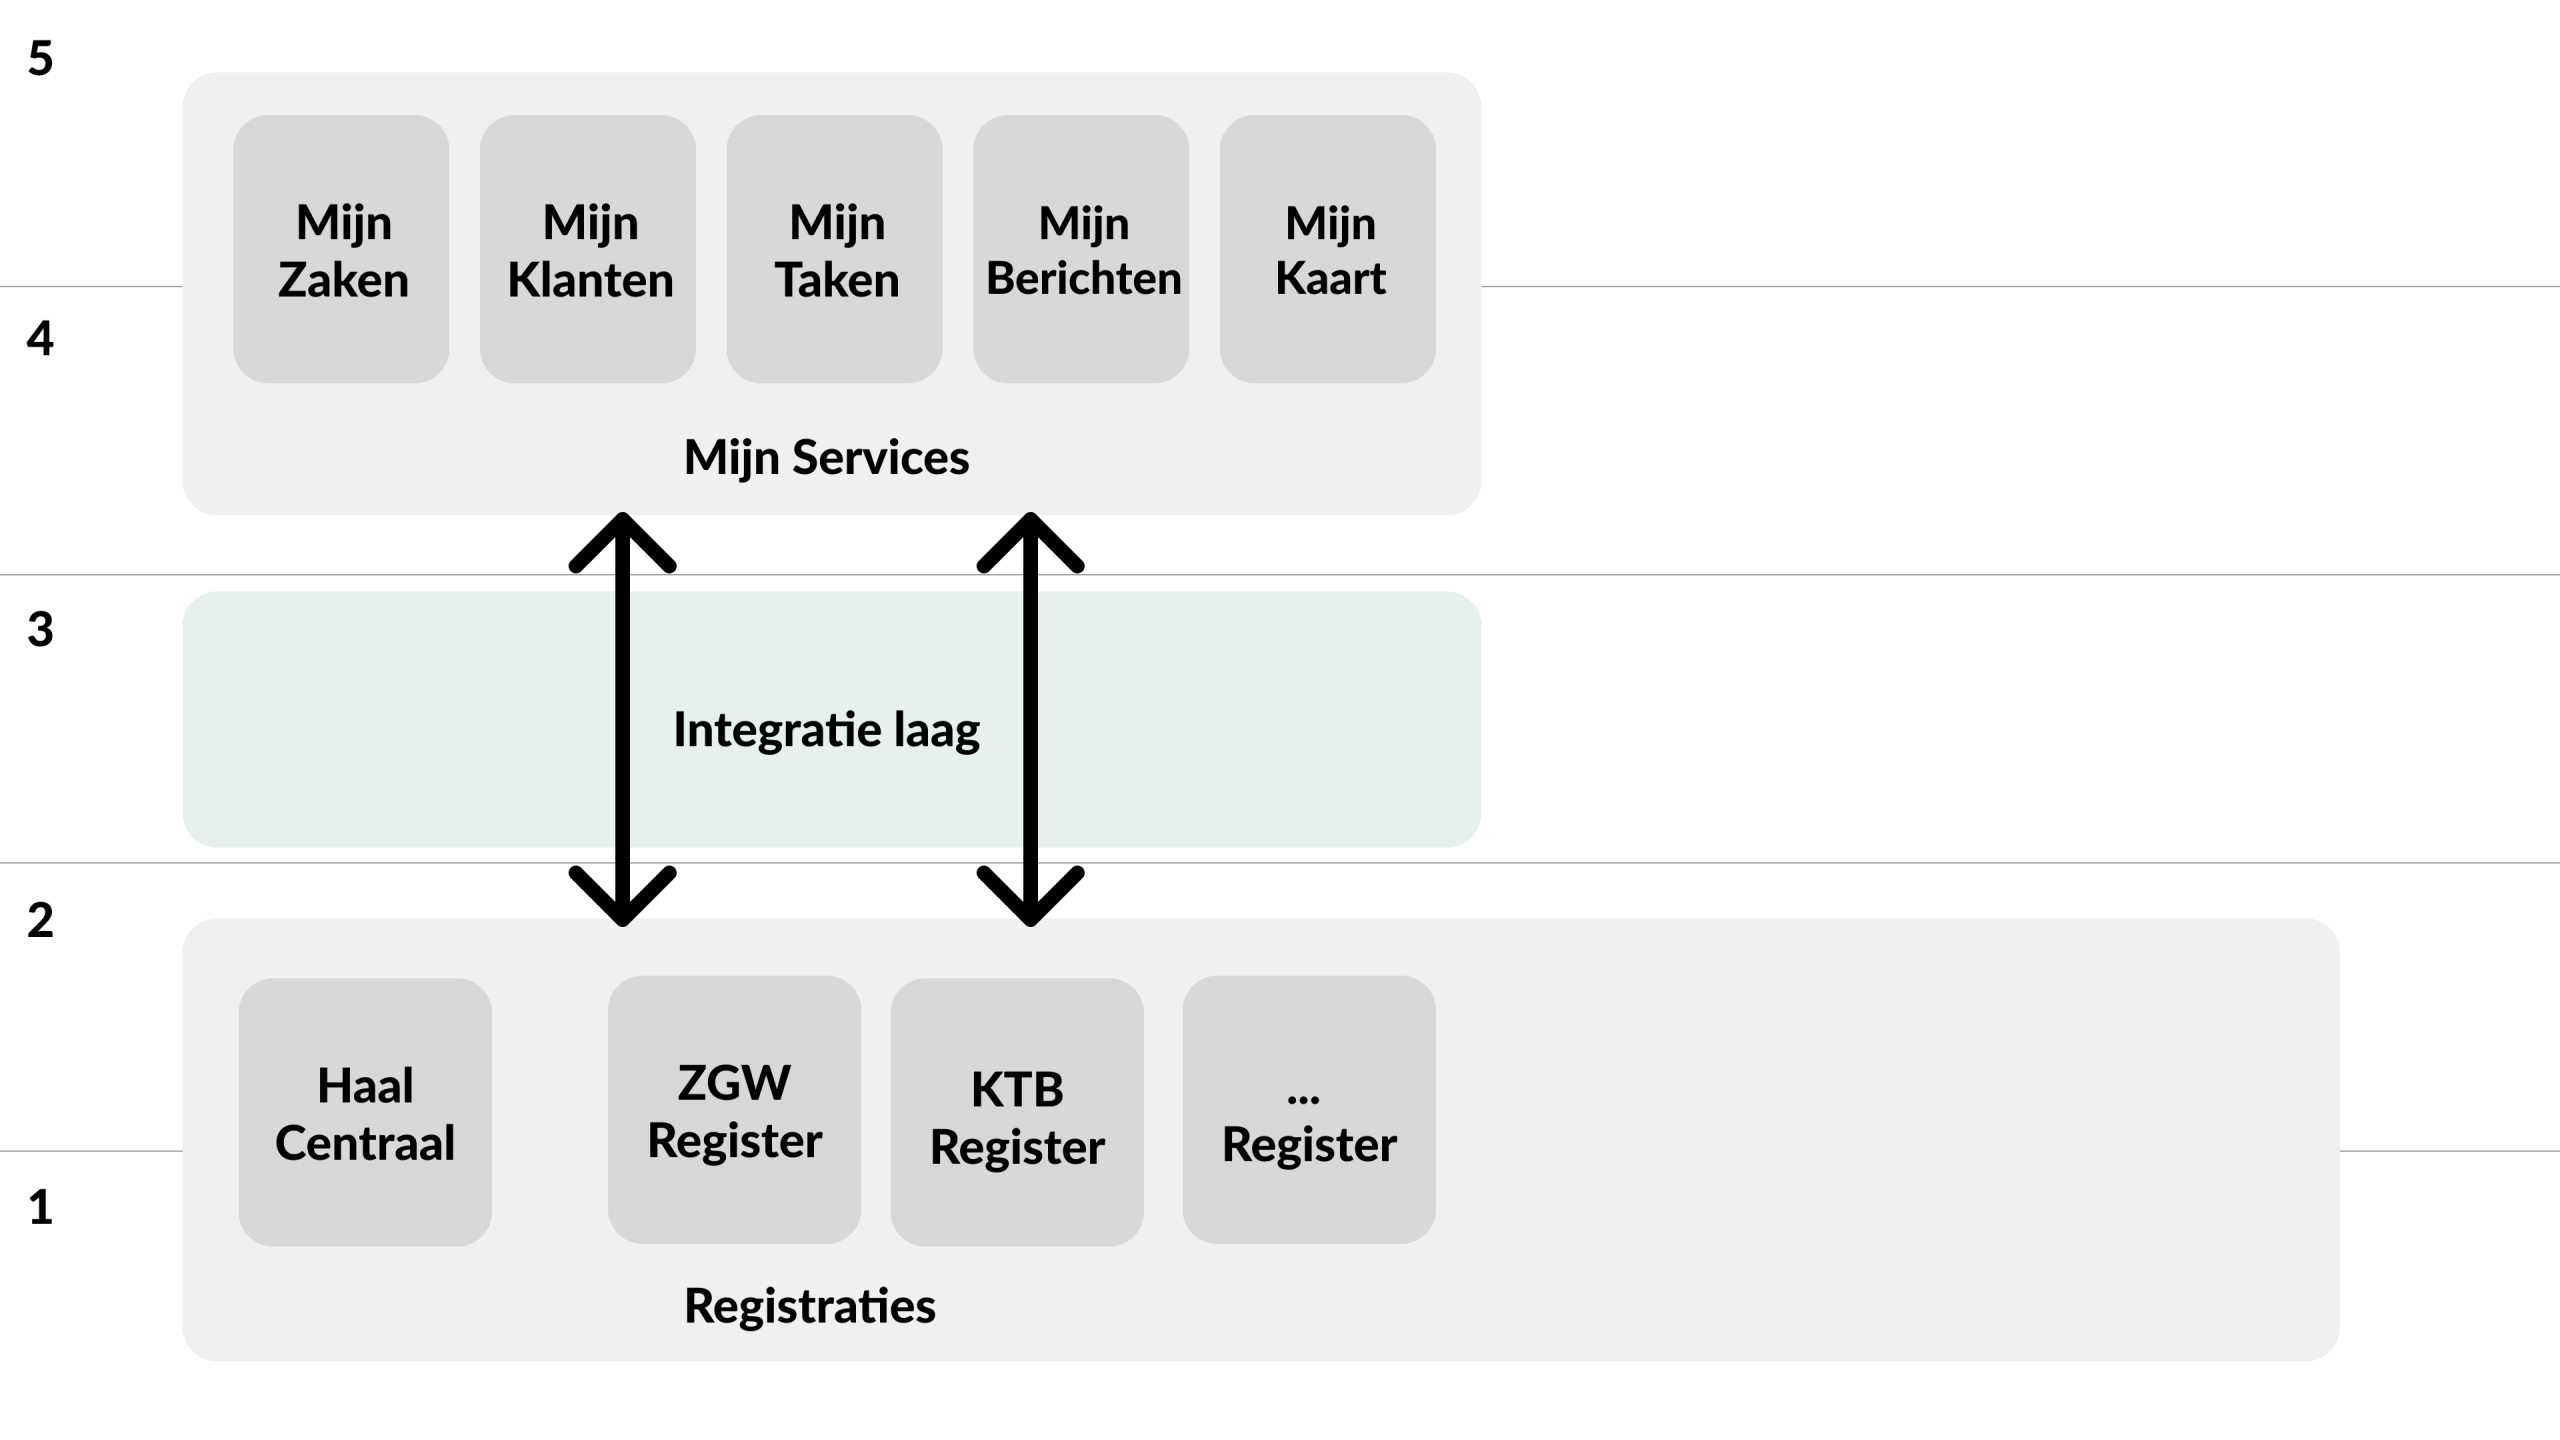 5
Mijn
Zaken
Mijn
Klanten
Mijn
Taken
Mijn
Berichten
Mijn
Kaart
4
Mijn Services
3
Integratie laag
2
Haal
Centraal
ZGW
Register
KTB
Register
...
Register
1
Registraties